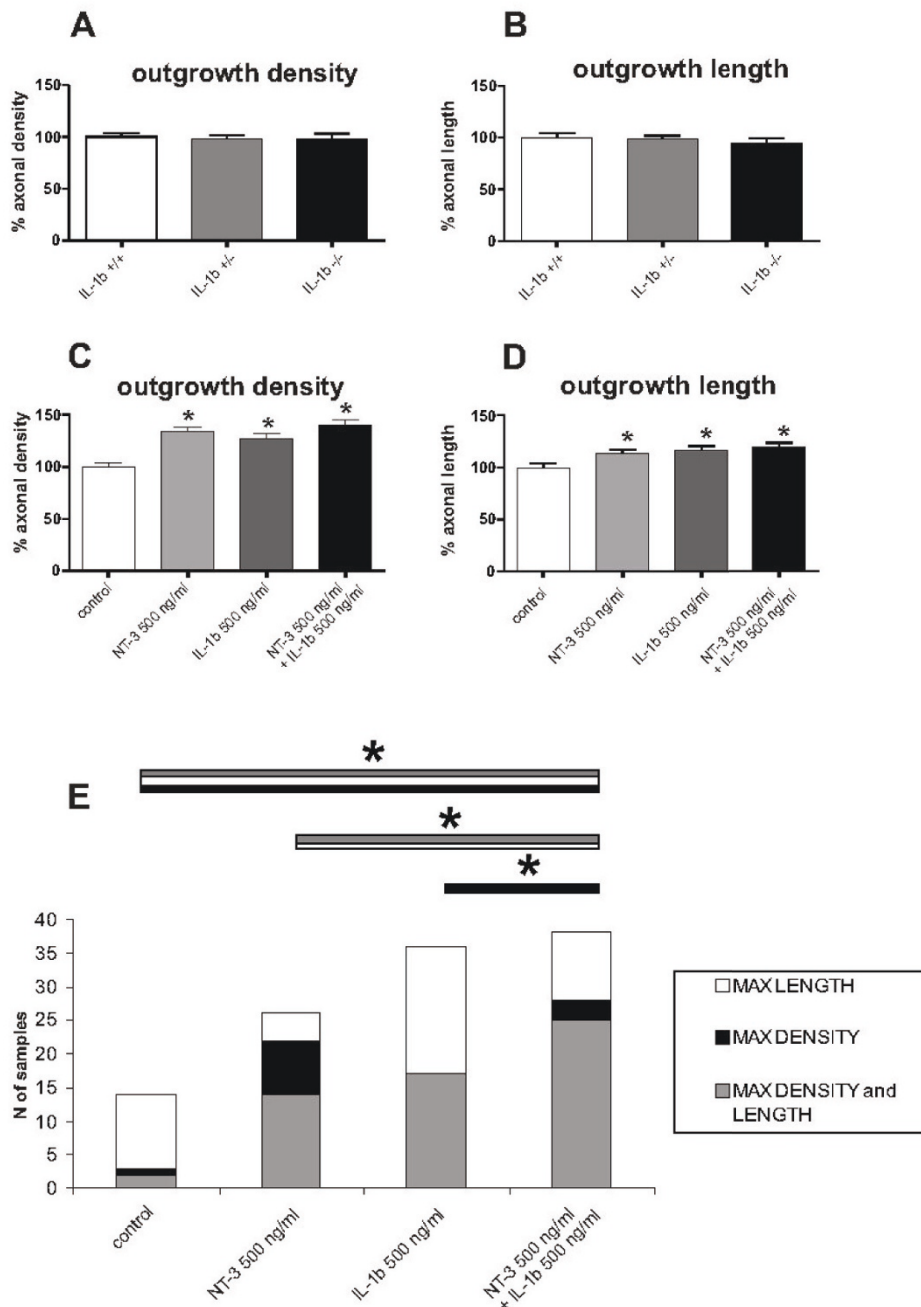 A
outgrowth density
% axonal density
150
100
50
0
IL-1b +/+
IL-1b +/-
IL-1b -/-
B
outgrowth length
% axonal length
150
100
50
0
IL-1b +/+
IL-1b +/-
IL-1b -/-
C
outgrowth density
% axonal density
150
100
50
0
*
*
*
control
NT-3 500 ng/ml
IL-1b 500 ng/ml
NT-3 500 ng/ml
+ IL-1b 500 ng/ml
D
outgrowth length
% axonal length
150
100
50
0
*
*
*
control
NT-3 500 ng/ml
IL-1b 500 ng/ml
NT-3 500 ng/ml
+ IL-1b 500 ng/ml
E
*
*
*
N of samples
40
35
30
25
20
15
10
5
0
control
NT-3 500 ng/ml
IL-1b 500 ng/ml
NT-3 500 ng/ml
+ IL-1b 500 ng/ml
MAX LENGTH
MAX DENSITY
MAX DENSITY and
LENGTH